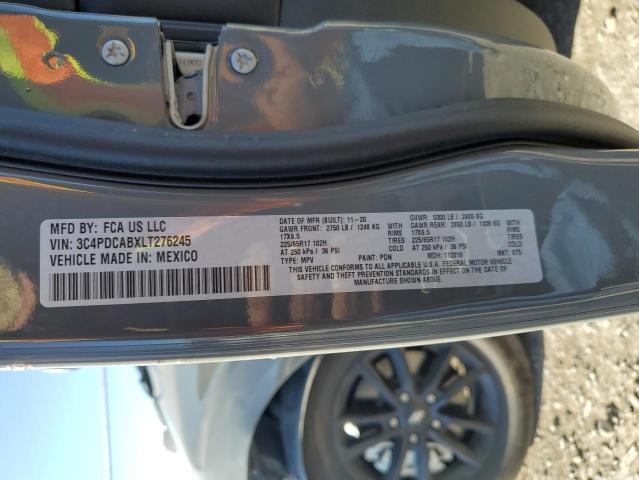 MFD BY: FCA US LLC
VIN: 3C4PDCABXLT276245
VEHICLE MADE IN: MEXICO
DATE OF MFR (BUILT): 11-20 GVWR: 5300 LB / 2405 KG
GAWR FRONT: 2750 LB / 1248 KG GAWR REAR: 2950 LB / 1339 KG
17X6.5 RIMS 17X6.5 RIMS
225/65R17 102H TIRES 225/65R17 102H TIRES
AT 250 kPa / 36 PSI COLD AT 250 kPa / 36 PSI COLD
TYPE: MPV PAINT: PDN MDH: MKT:
THIS VEHICLE CONFORMS TO ALL APPLICABLE U.S.A. FEDERAL MOTOR VEHICLE
SAFETY AND THEFT PREVENTION STANDARDS IN EFFECT ON THE DATE OF
MANUFACTURE SHOWN ABOVE.